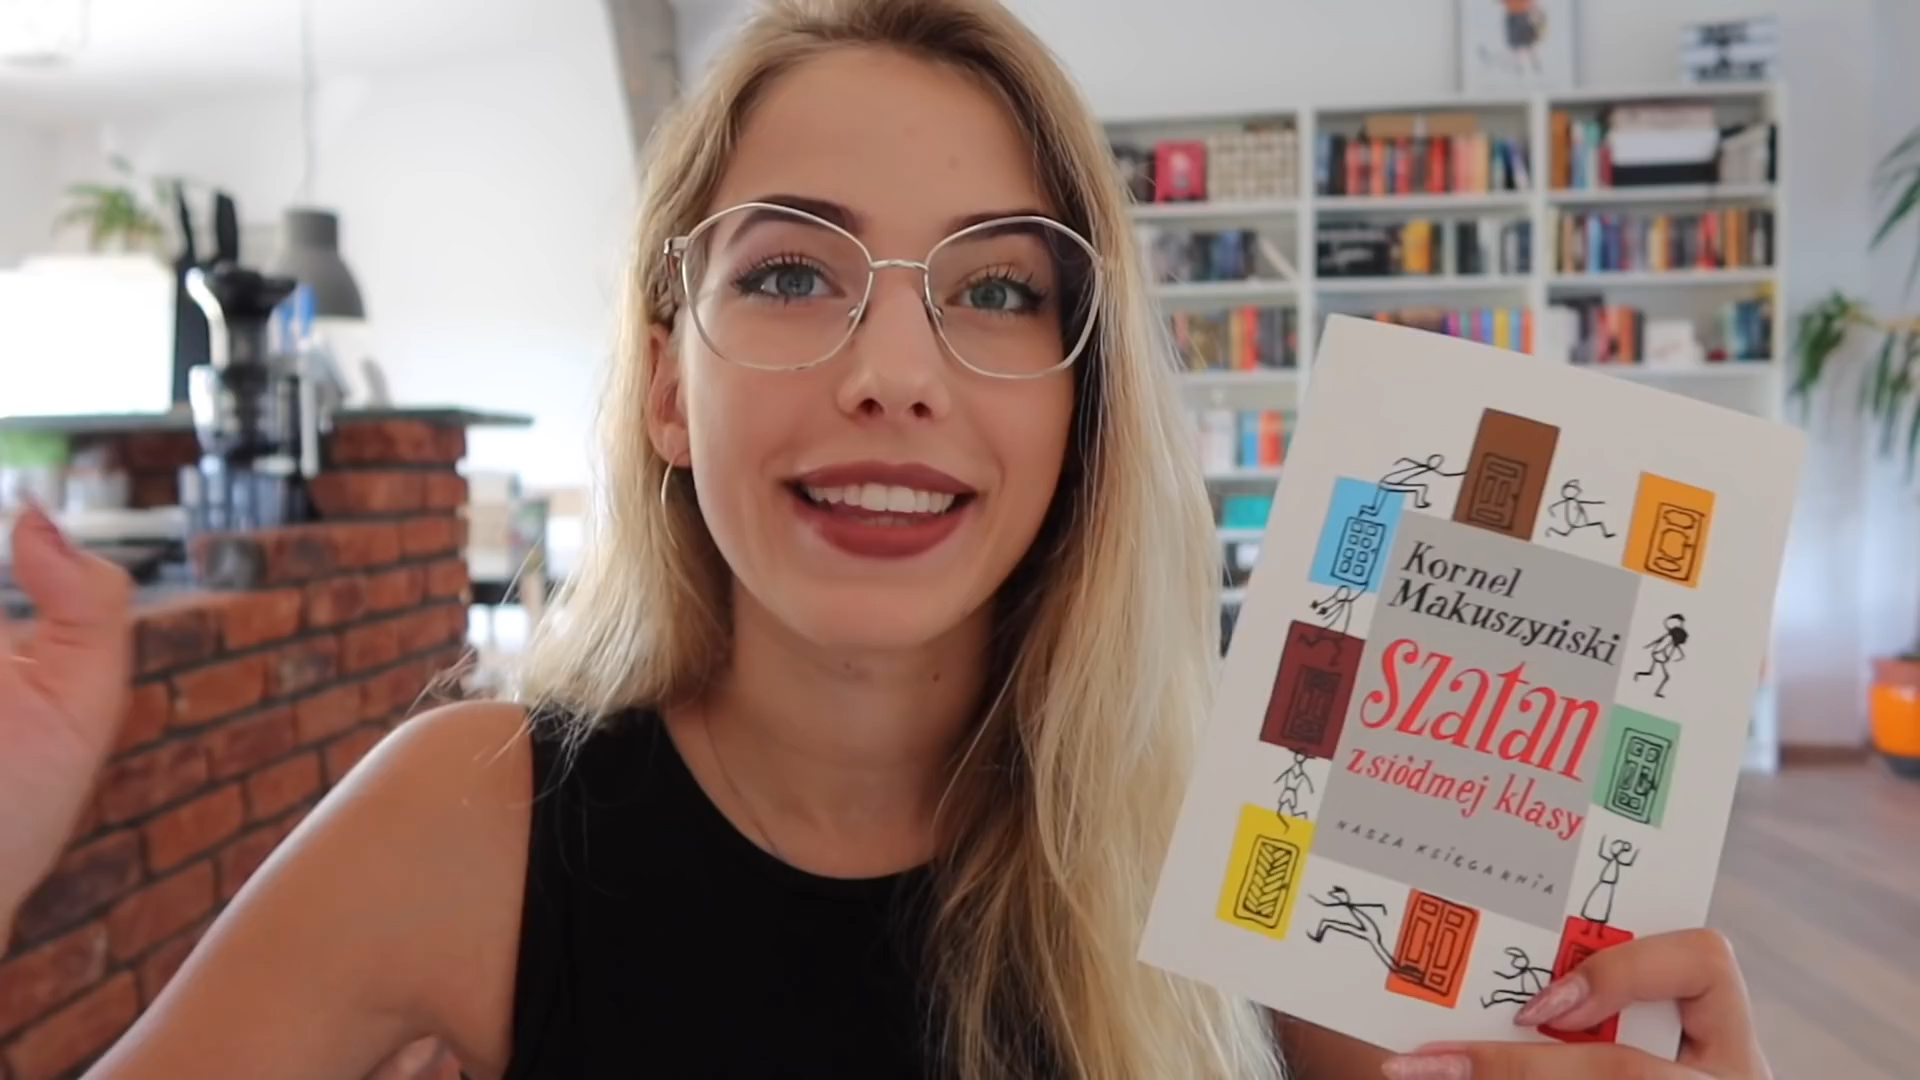 Kornel
Makuszyński
Szatan
z siódmej klasy
NASZA KSIĘGARNIA